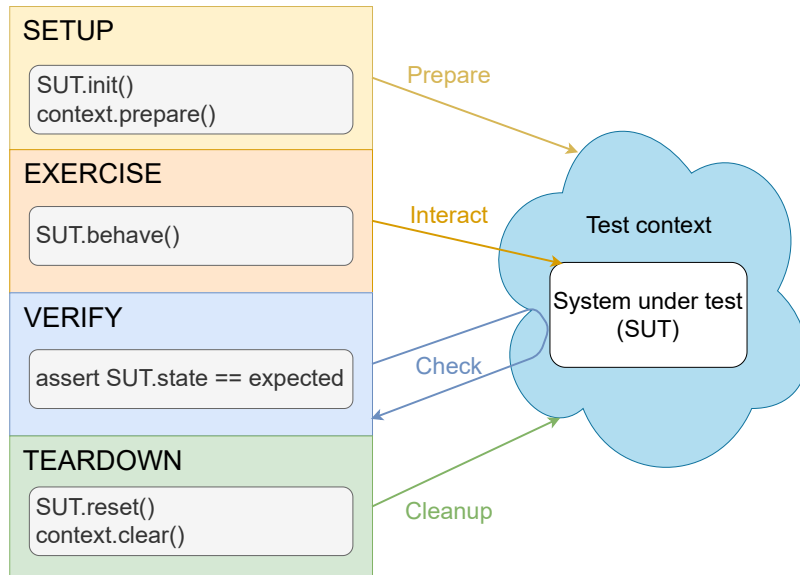 SETUP
SUT.init()
context.prepare()
Prepare
EXERCISE
SUT.behave()
Interact
Test context
System under test
(SUT)
VERIFY
assert SUT.state == expected
Check
TEARDOWN
SUT.reset()
context.clear()
Cleanup